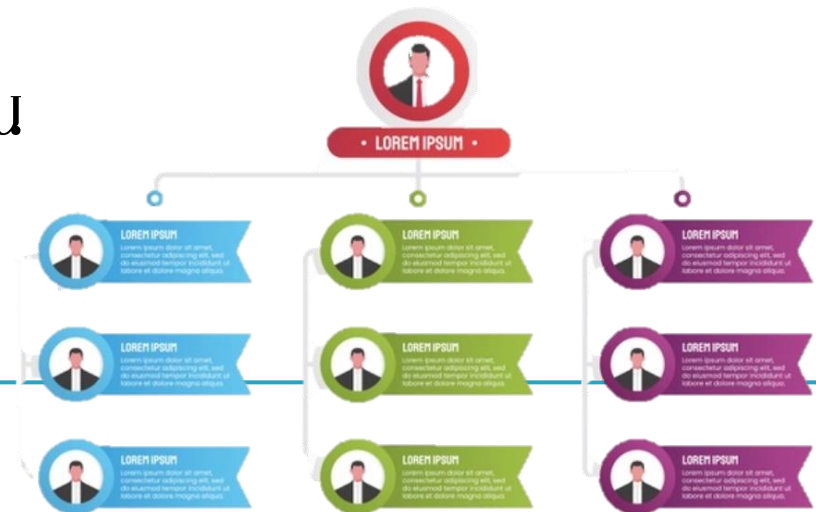 • LOREM IPSUM •
LOREM IPSUM
Lorem ipsum dolor sit amet,
consectetur adipiscing elit, sed
do eiusmod tempor incididunt ut
labore et dolore magna aliqua.
LOREM IPSUM
Lorem ipsum dolor sit amet,
consectetur adipiscing elit, sed
do eiusmod tempor incididunt ut
labore et dolore magna aliqua.
LOREM IPSUM
Lorem ipsum dolor sit amet,
consectetur adipiscing elit, sed
do eiusmod tempor incididunt ut
labore et dolore magna aliqua.
LOREM IPSUM
Lorem ipsum dolor sit amet,
consectetur adipiscing elit, sed
do eiusmod tempor incididunt ut
labore et dolore magna aliqua.
LOREM IPSUM
Lorem ipsum dolor sit amet,
consectetur adipiscing elit, sed
do eiusmod tempor incididunt ut
labore et dolore magna aliqua.
LOREM IPSUM
Lorem ipsum dolor sit amet,
consectetur adipiscing elit, sed
do eiusmod tempor incididunt ut
labore et dolore magna aliqua.
LOREM IPSUM
Lorem ipsum dolor sit amet,
consectetur adipiscing elit, sed
do eiusmod tempor incididunt ut
labore et dolore magna aliqua.
LOREM IPSUM
Lorem ipsum dolor sit amet,
consectetur adipiscing elit, sed
do eiusmod tempor incididunt ut
labore et dolore magna aliqua.
LOREM IPSUM
Lorem ipsum dolor sit amet,
consectetur adipiscing elit, sed
do eiusmod tempor incididunt ut
labore et dolore magna aliqua.